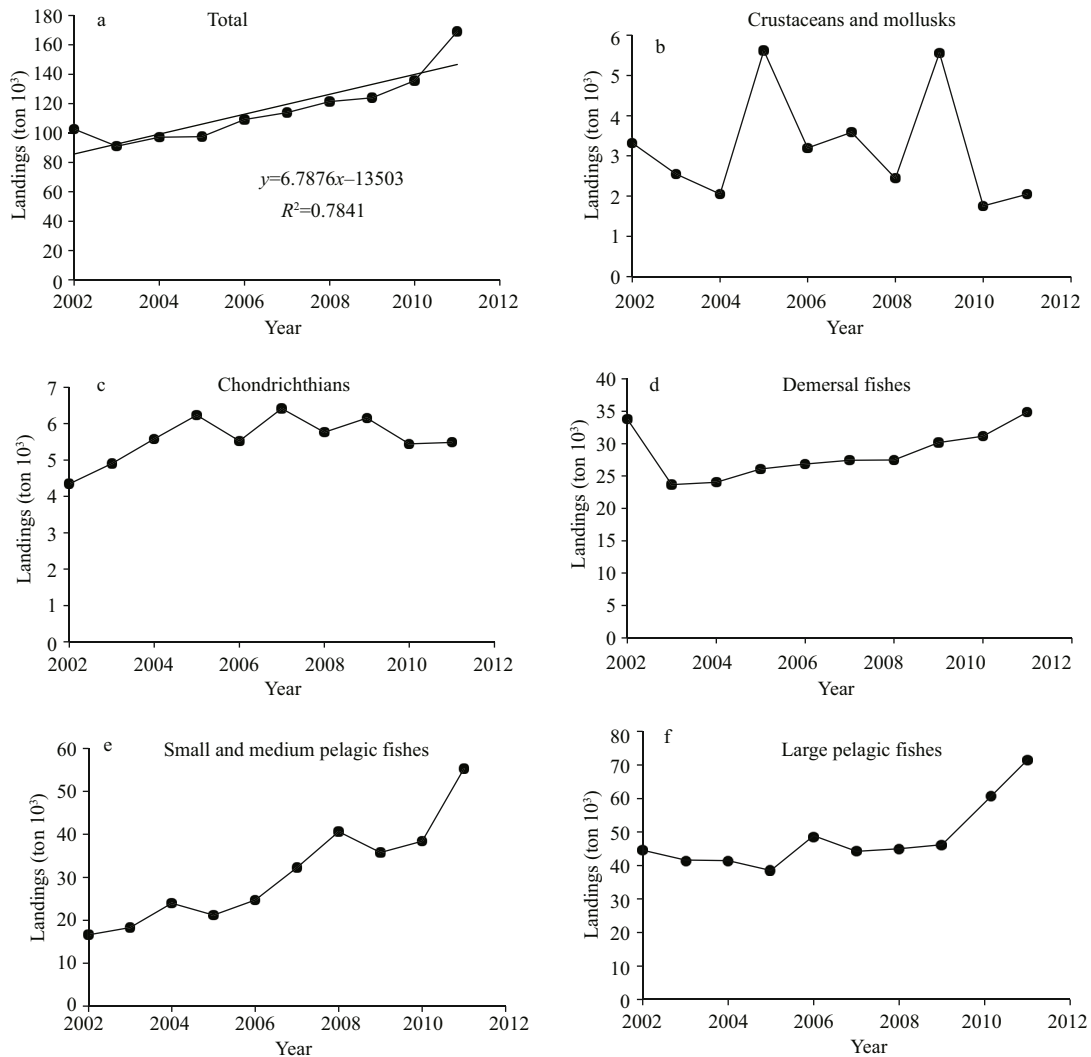 a
Total
180
160
140
120
100
80
60
40
20
0
Landings (ton 10³)
y=6.7876x–13503
R²=0.7841
2002 2004 2006 2008 2010 2012
Year
b
Crustaceans and mollusks
6
5
4
3
2
1
0
Landings (ton 10³)
2002 2004 2006 2008 2010 2012
Year
c
Chondrichthians
7
6
5
4
3
2
1
0
Landings (ton 10³)
2002 2004 2006 2008 2010 2012
Year
d
Demersal fishes
40
35
30
25
20
15
10
5
0
Landings (ton 10³)
2002 2004 2006 2008 2010 2012
Year
e
Small and medium pelagic fishes
60
50
40
30
20
10
0
Landings (ton 10³)
2002 2004 2006 2008 2010 2012
Year
f
Large pelagic fishes
80
70
60
50
40
30
20
10
0
Landings (ton 10³)
2002 2004 2006 2008 2010 2012
Year